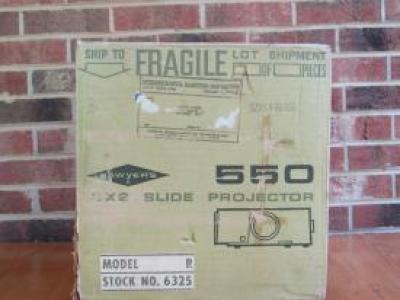 SHIP TO FRAGILE LOT SHIPMENT
OF PIECES
SAWYER'S 550
2X2 SLIDE PROJECTOR
MODEL R
STOCK NO. 6325